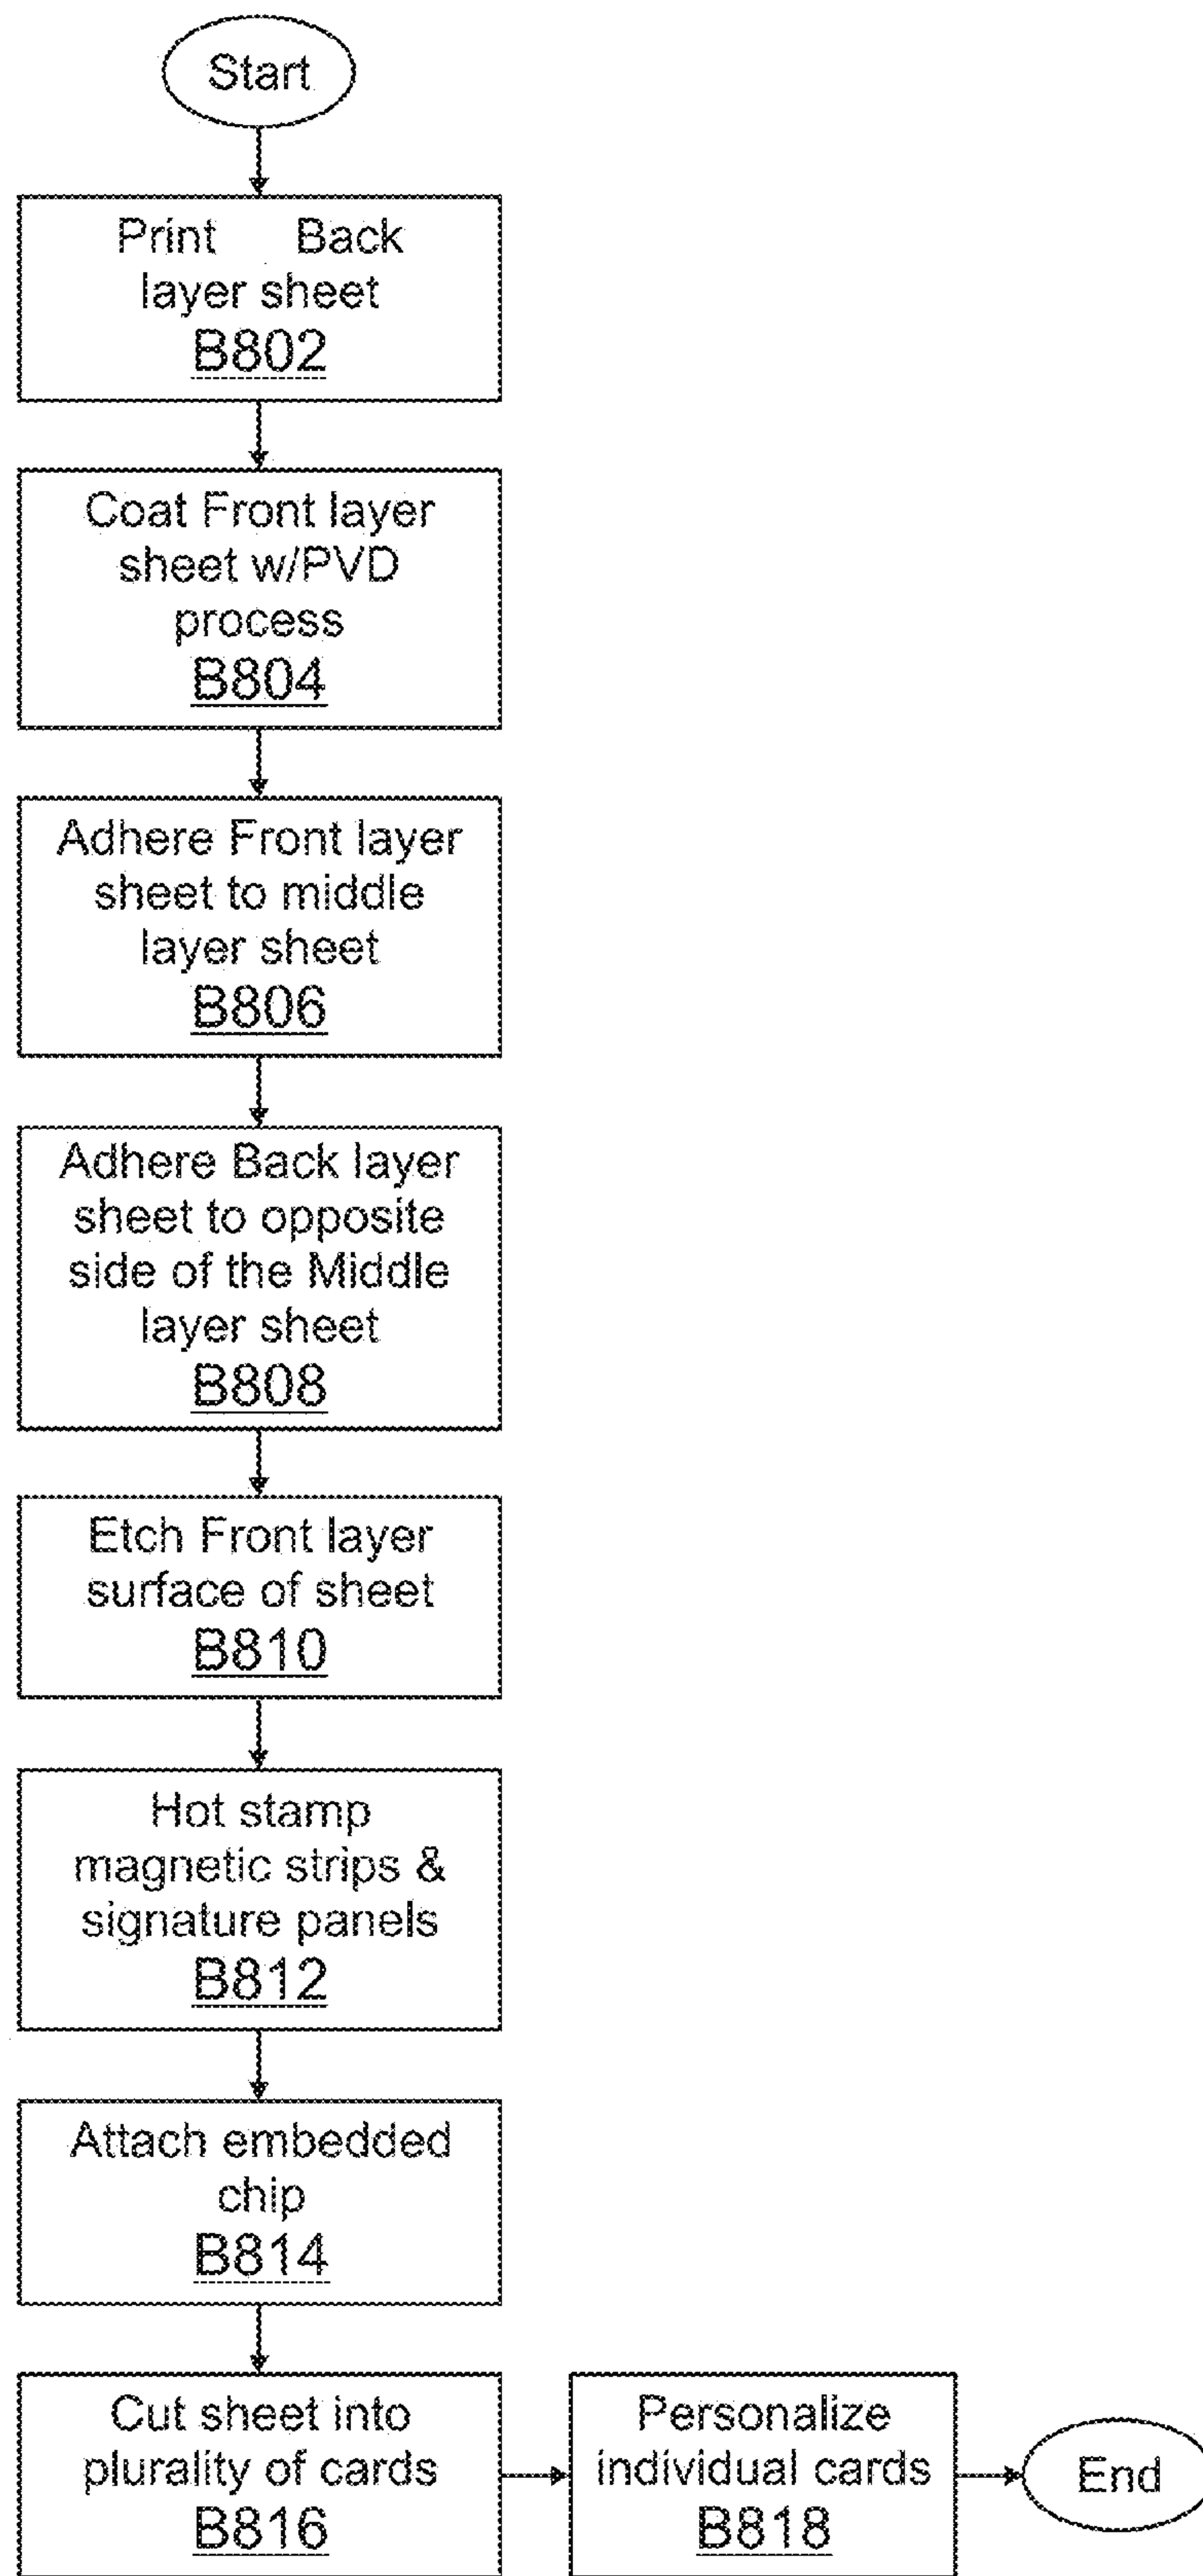 Start
Print Back
layer sheet
B802
Coat Front layer
sheet w/PVD
process
B804
Adhere Front layer
sheet to middle
layer sheet
B806
Adhere Back layer
sheet to opposite
side of the Middle
layer sheet
B808
Etch Front layer
surface of sheet
B810
Hot stamp
magnetic strips &
signature panels
B812
Attach embedded
chip
B814
Cut sheet into
plurality of cards
B816
Personalize
individual cards
B818
End